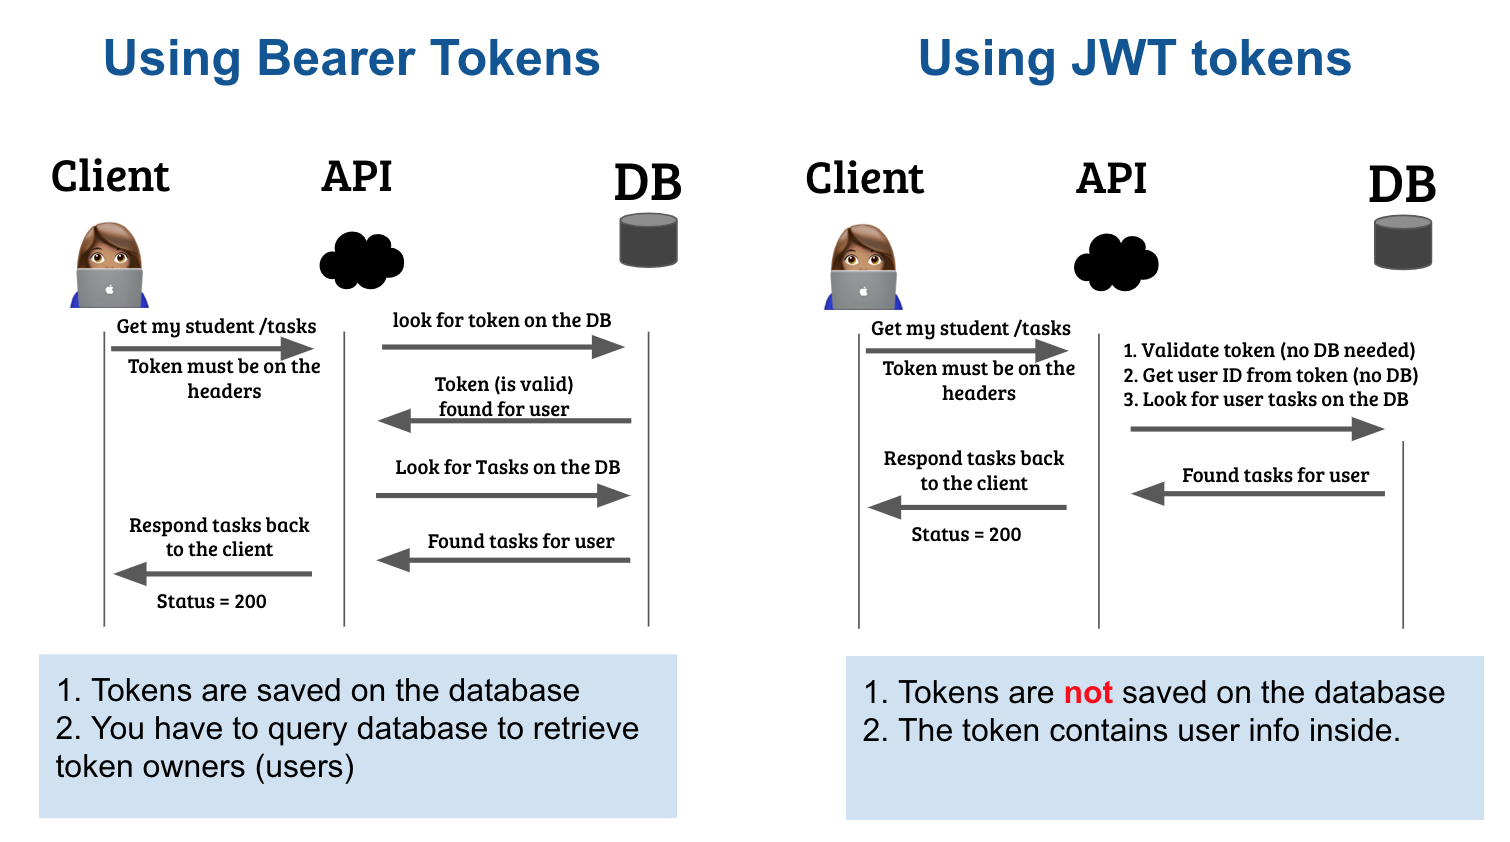 Using Bearer Tokens
Client
API
DB
Get my student /tasks
Token must be on the
headers
look for token on the DB
Token (is valid)
found for user
Look for Tasks on the DB
Found tasks for user
Respond tasks back
to the client
Status = 200
1. Tokens are saved on the database
2. You have to query database to retrieve
token owners (users)
Using JWT tokens
Client
API
DB
Get my student /tasks
Token must be on the
headers
1. Validate token (no DB needed)
2. Get user ID from token (no DB)
3. Look for user tasks on the DB
Found tasks for user
Respond tasks back
to the client
Status = 200
1. Tokens are not saved on the database
2. The token contains user info inside.